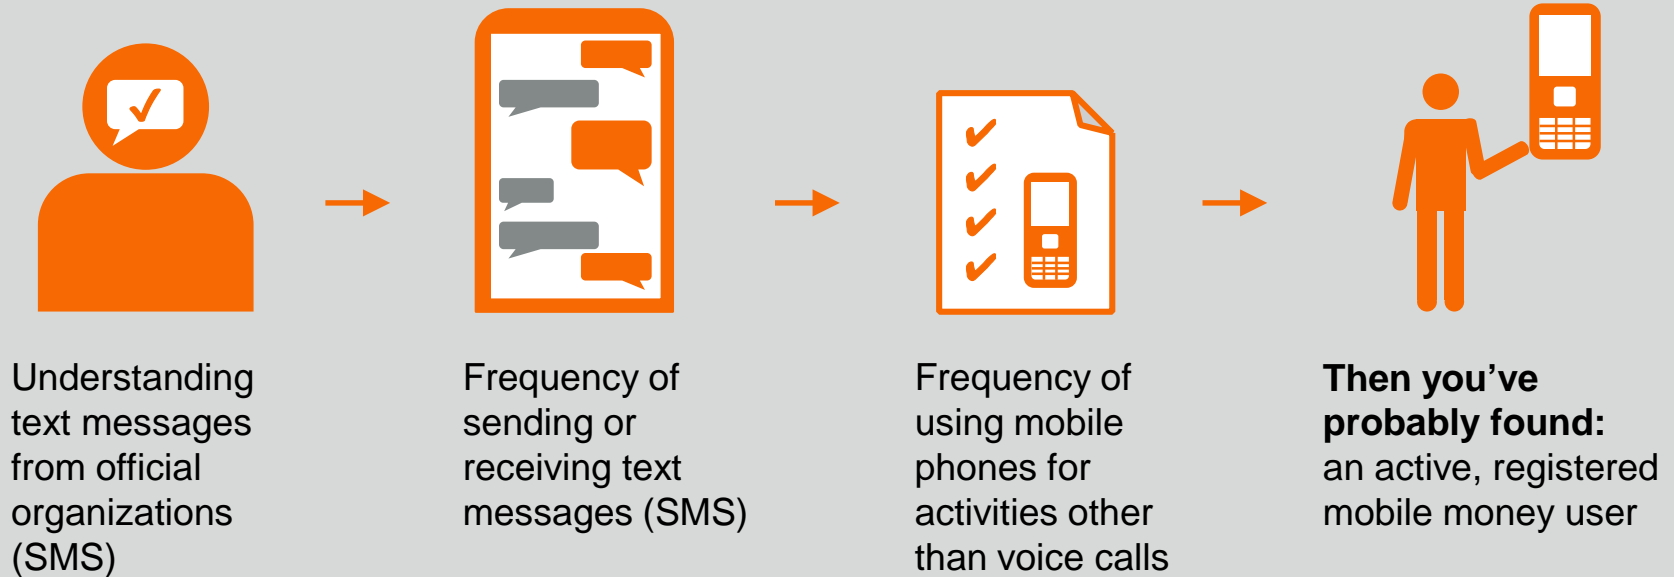 Understanding
text messages
from official
organizations
(SMS)
Frequency of
sending or
receiving text
messages (SMS)
Frequency of
using mobile
phones for
activities other
than voice calls
Then you’ve
probably found:
an active, registered
mobile money user